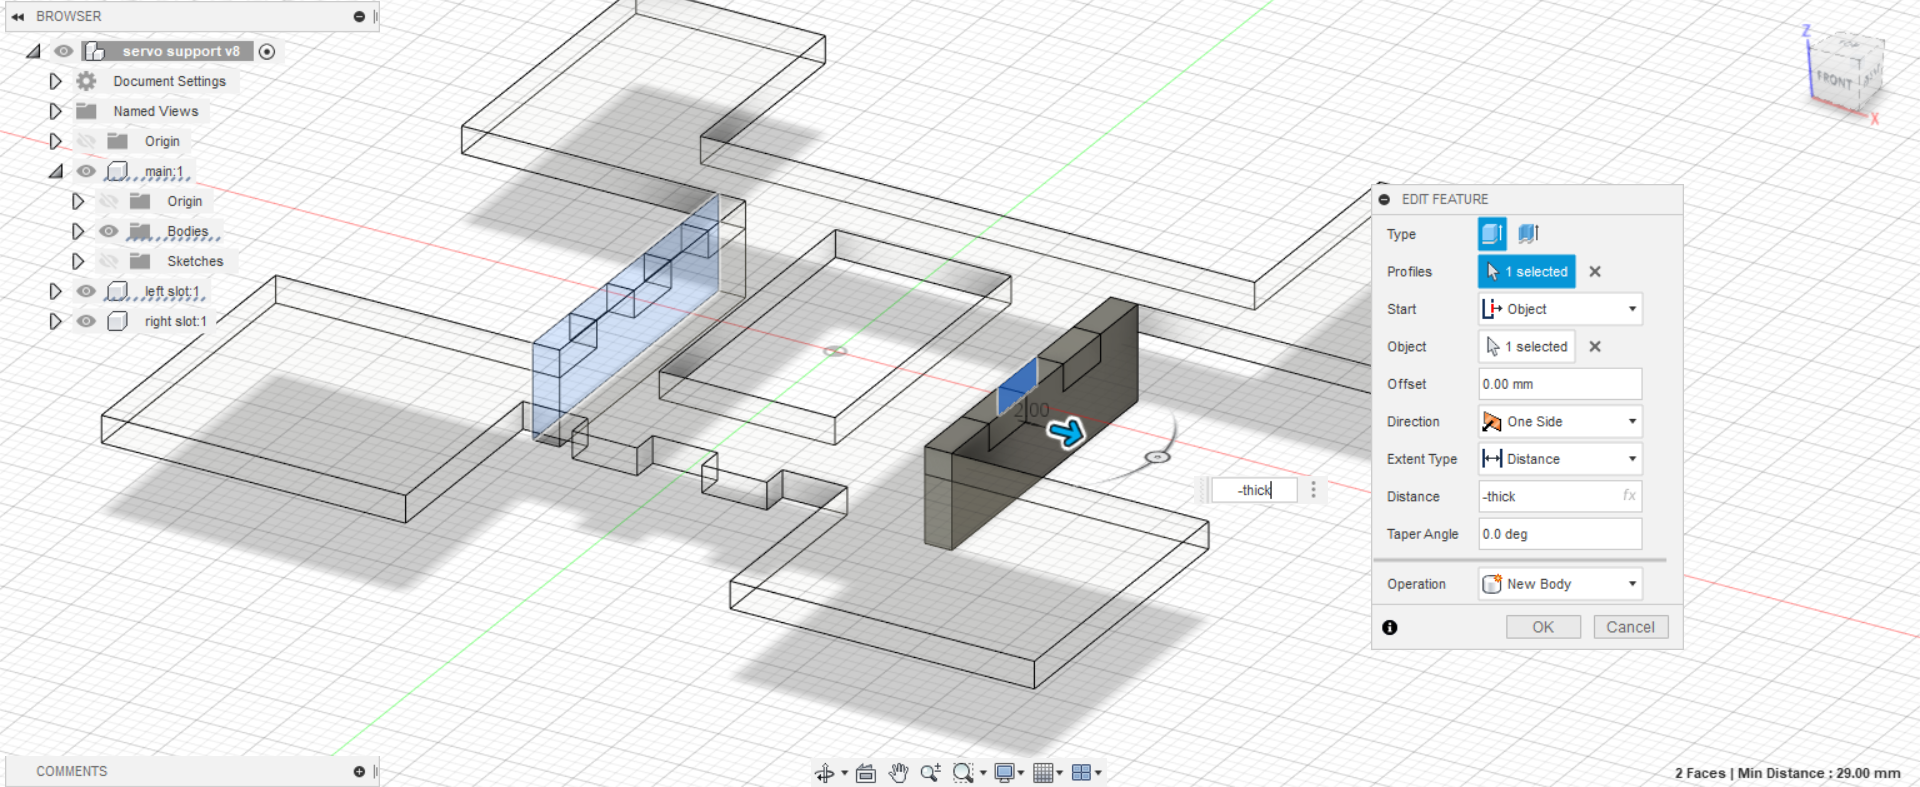 BROWSER
servo support v8
Document Settings
Named Views
Origin
main:1
Origin
Bodies
Sketches
left slot:1
right slot:1
Z
FRONT
X
EDIT FEATURE
Type
Profiles 1 selected
Start Object
Object 1 selected
Offset 0.00 mm
Direction One Side
Extent Type Distance
Distance -thick fx
Taper Angle 0.0 deg
Operation New Body
OK Cancel
2.00
-thick
COMMENTS
2 Faces | Min Distance : 29.00 mm